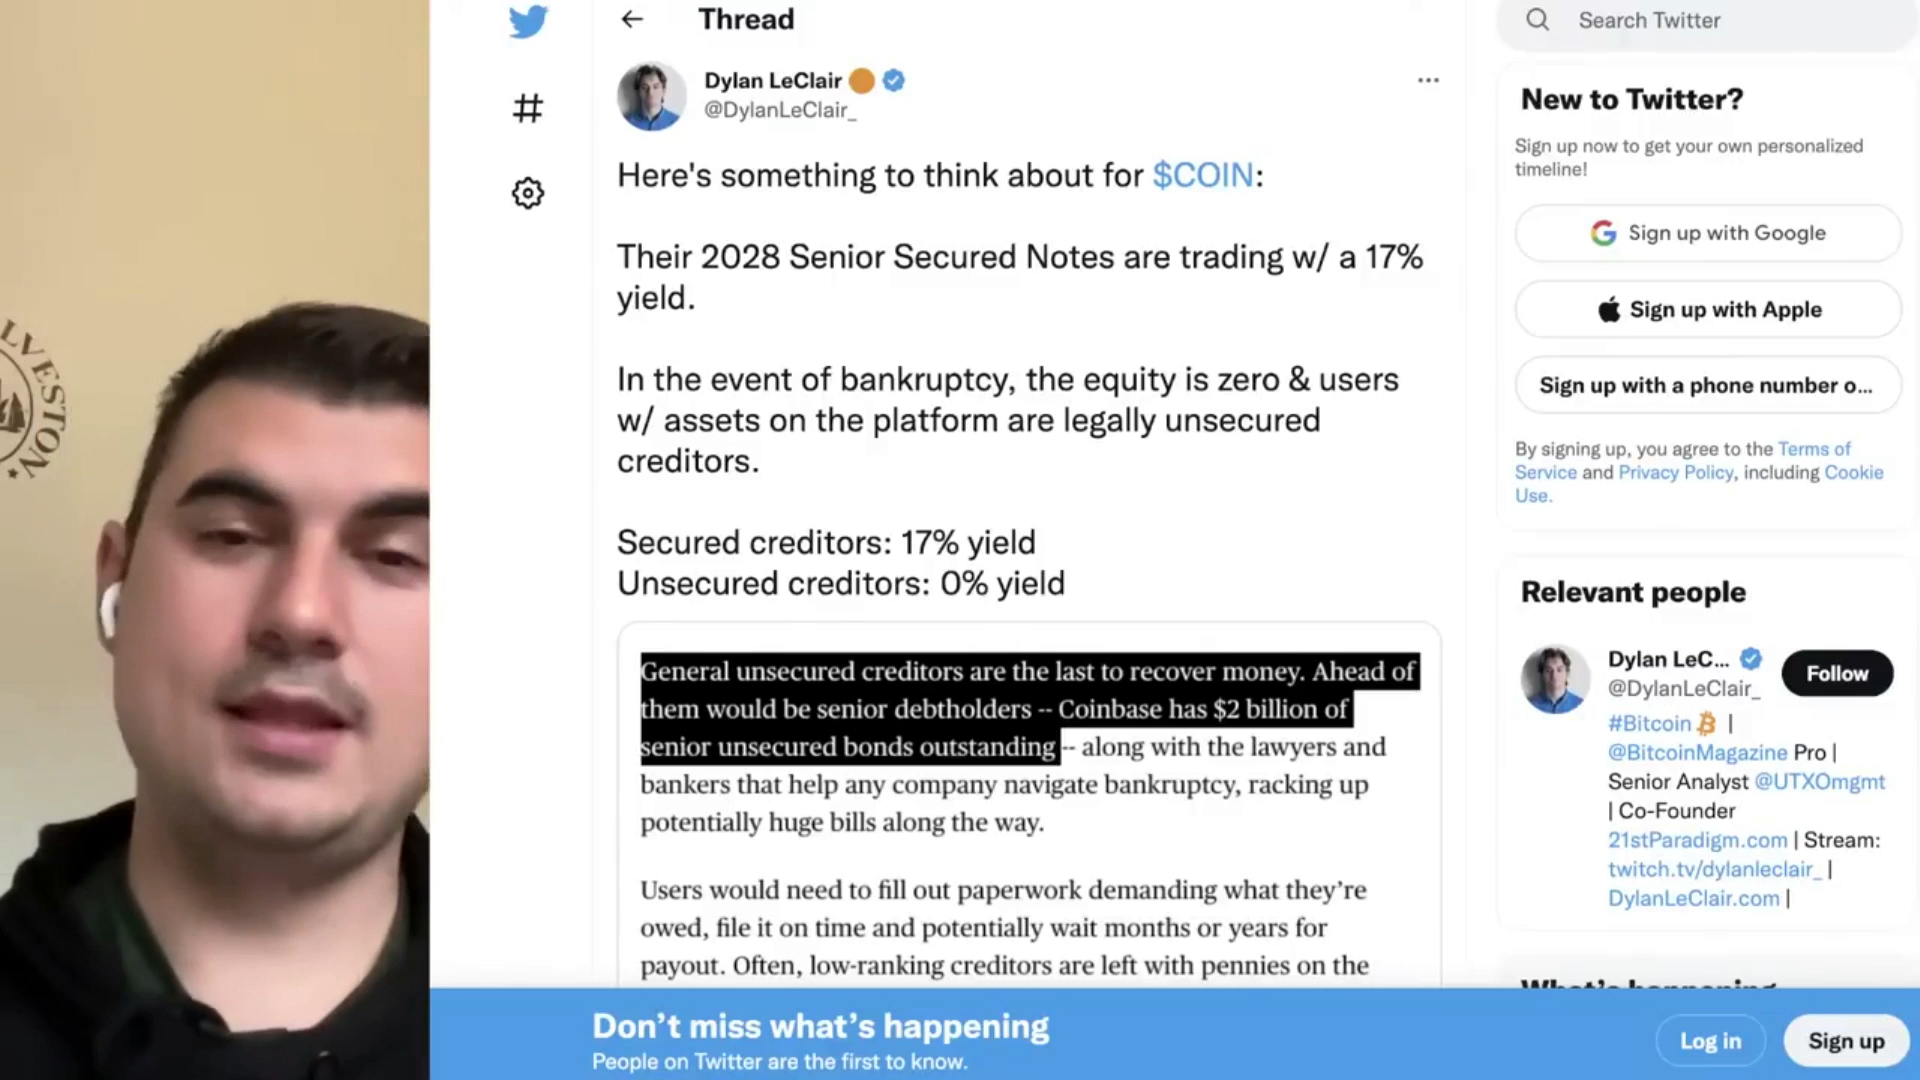 LVESTON
Thread
Search Twitter
Dylan LeClair
@DylanLeClair_
Here's something to think about for $COIN:
Their 2028 Senior Secured Notes are trading w/ a 17%
yield.
In the event of bankruptcy, the equity is zero & users
w/ assets on the platform are legally unsecured
creditors.
Secured creditors: 17% yield
Unsecured creditors: 0% yield
General unsecured creditors are the last to recover money. Ahead of
them would be senior debtholders -- Coinbase has $2 billion of
senior unsecured bonds outstanding -- along with the lawyers and
bankers that help any company navigate bankruptcy, racking up
potentially huge bills along the way.
Users would need to fill out paperwork demanding what they're
owed, file it on time and potentially wait months or years for
payout. Often, low-ranking creditors are left with pennies on the
New to Twitter?
Sign up now to get your own personalized
timeline!
Sign up with Google
Sign up with Apple
Sign up with a phone number o...
By signing up, you agree to the Terms of
Service and Privacy Policy, including Cookie
Use.
Relevant people
Dylan LeC...
@DylanLeClair_
Follow
#Bitcoin |
@BitcoinMagazine Pro |
Senior Analyst @UTXOmgmt
| Co-Founder
21stParadigm.com | Stream:
twitch.tv/dylanleclair_ |
DylanLeClair.com |
What's happening
Don't miss what's happening
People on Twitter are the first to know.
Log in
Sign up